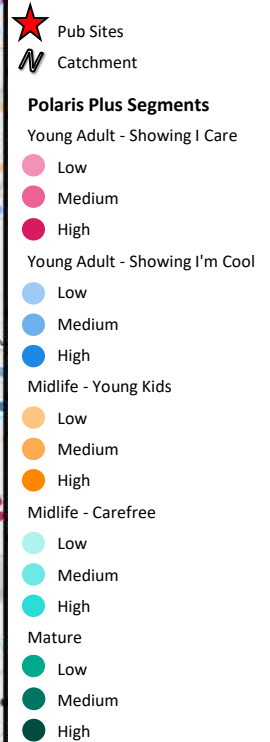 Pub Sites
Catchment
Polaris Plus Segments
Young Adult - Showing I Care
Low
Medium
High
Young Adult - Showing I'm Cool
Low
Medium
High
Midlife - Young Kids
Low
Medium
High
Midlife - Carefree
Low
Medium
High
Mature
Low
Medium
High